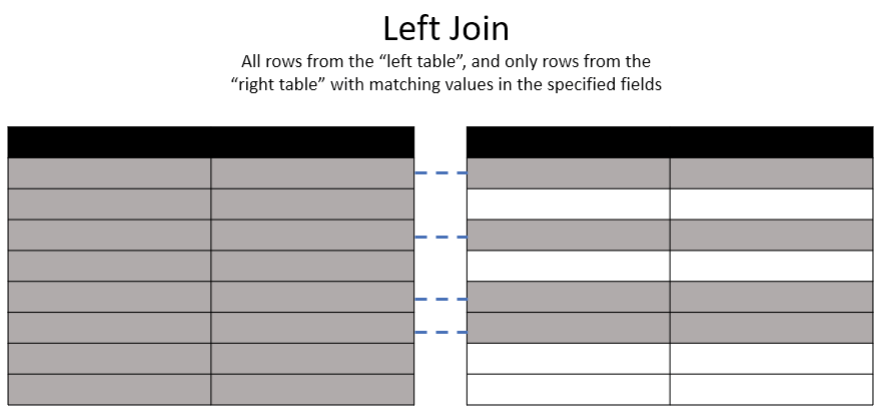 Left Join
All rows from the “left table”, and only rows from the
“right table” with matching values in the specified fields